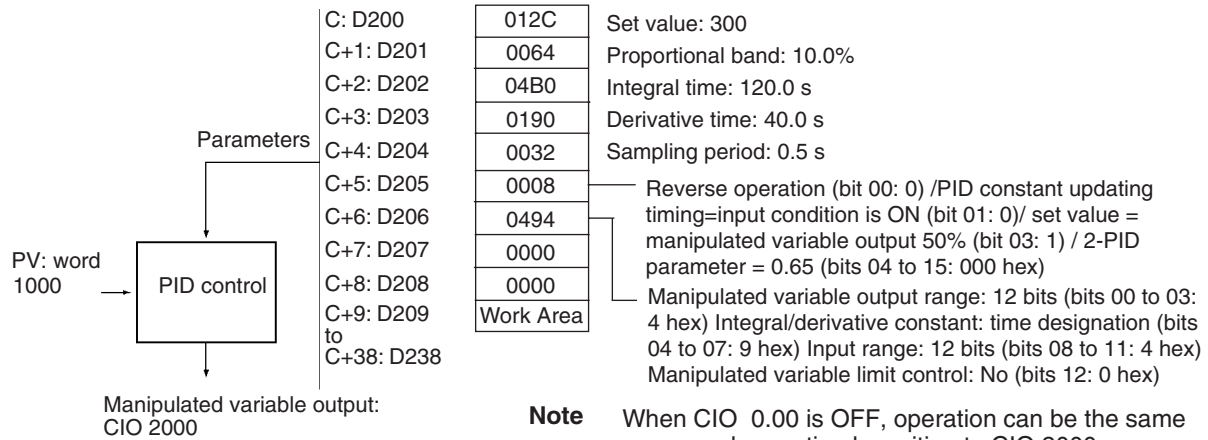 C: D200 012C Set value: 300
C+1: D201 0064 Proportional band: 10.0%
C+2: D202 04B0 Integral time: 120.0 s
C+3: D203 0190 Derivative time: 40.0 s
Parameters
C+4: D204 0032 Sampling period: 0.5 s
C+5: D205 0008
C+6: D206 0494
C+7: D207 0000
C+8: D208 0000
C+9: D209 Work Area
to
C+38: D238
Reverse operation (bit 00: 0) /PID constant updating
timing=input condition is ON (bit 01: 0)/ set value =
manipulated variable output 50% (bit 03: 1) / 2-PID
parameter = 0.65 (bits 04 to 15: 000 hex)
Manipulated variable output range: 12 bits (bits 00 to 03:
4 hex) Integral/derivative constant: time designation (bits
04 to 07: 9 hex) Input range: 12 bits (bits 08 to 11: 4 hex)
Manipulated variable limit control: No (bits 12: 0 hex)
PV: word
1000
PID control
Manipulated variable output:
CIO 2000
Note When CIO 0.00 is OFF, operation can be the same